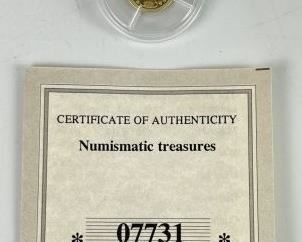 CERTIFICATE OF AUTHENTICITY
Numismatic treasures
* 07731 *